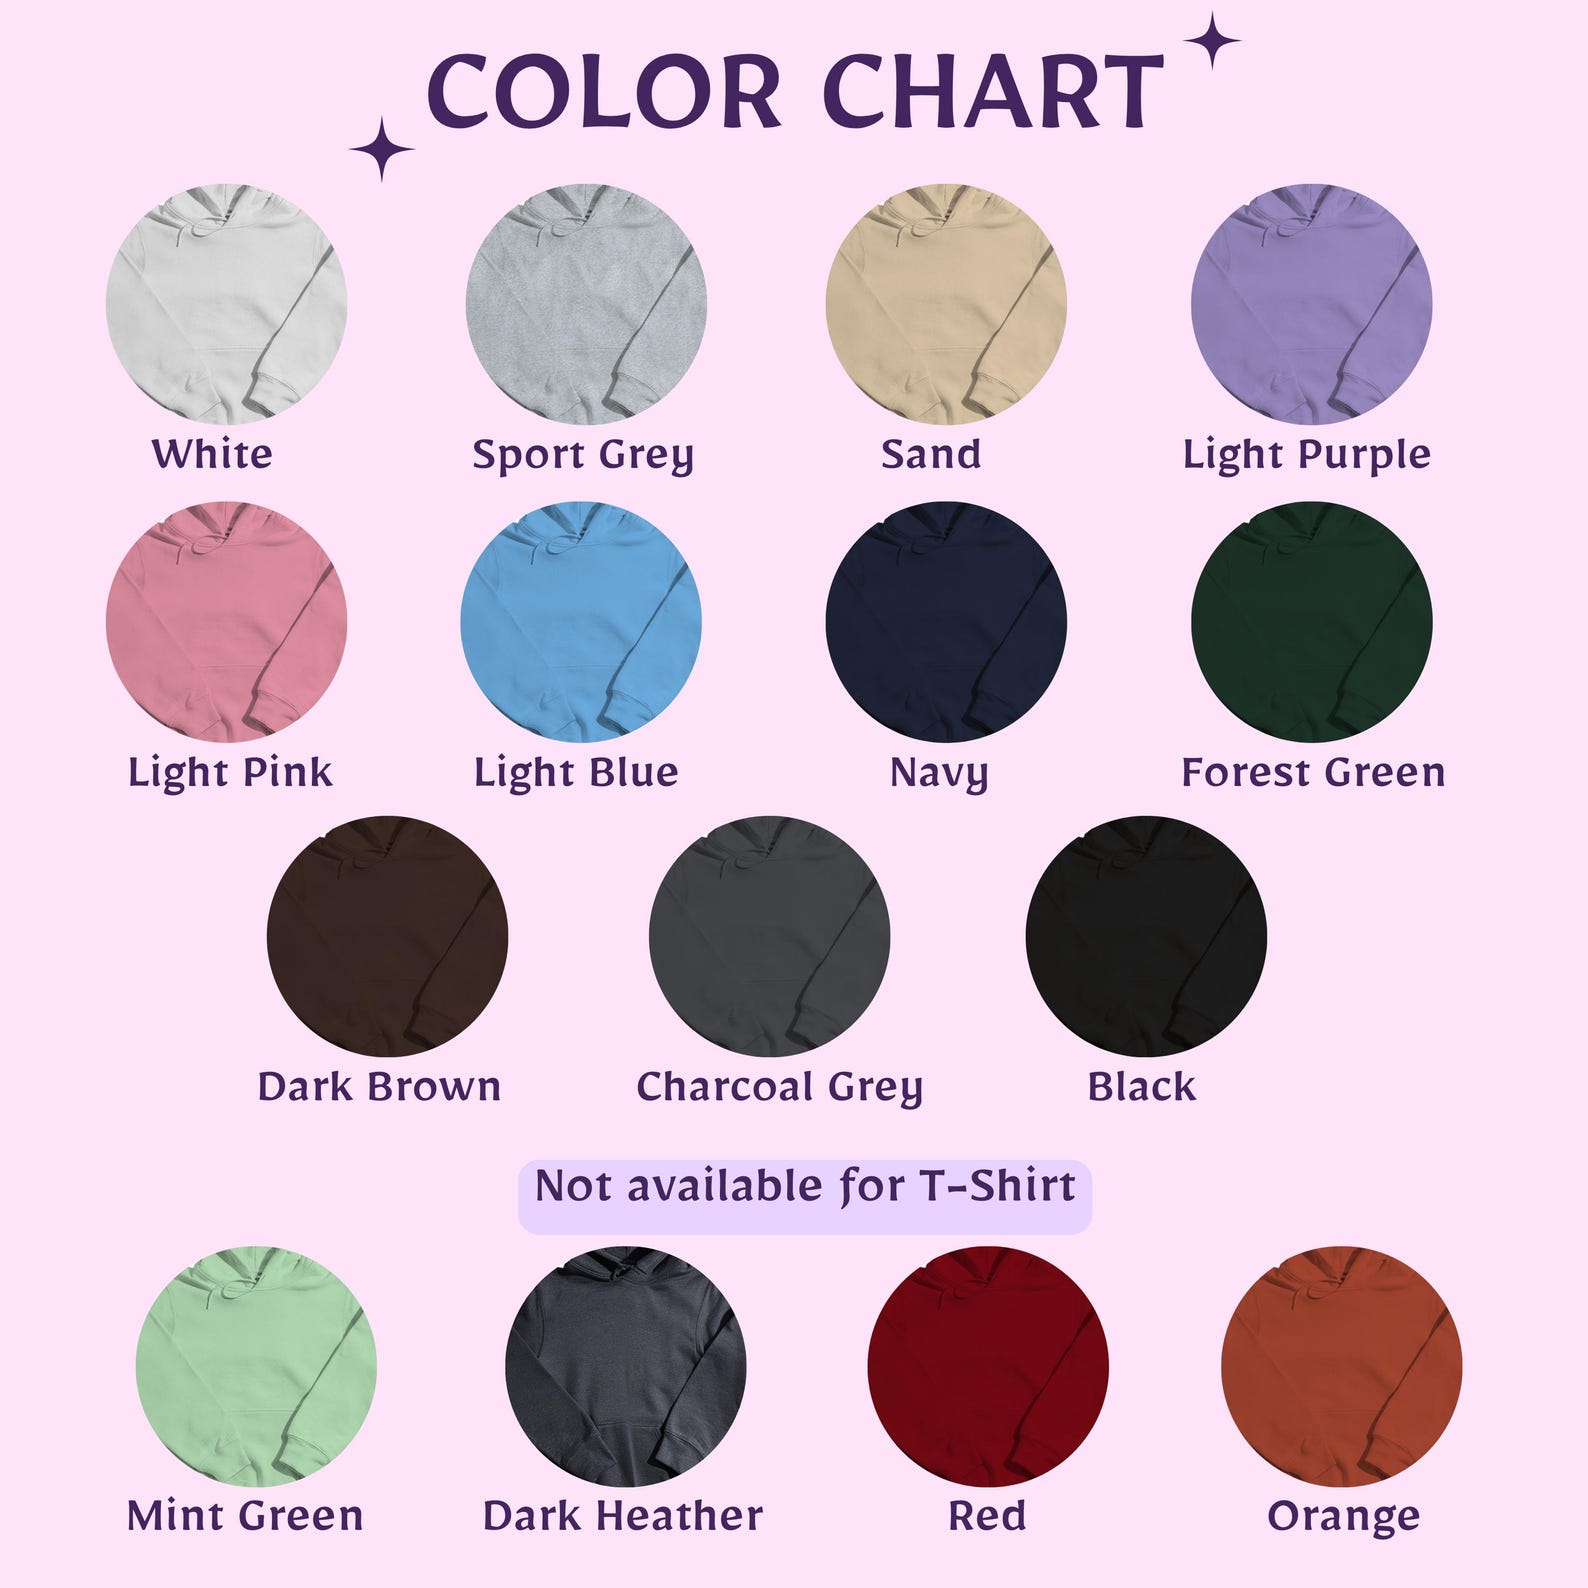 COLOR CHART
White Sport Grey Sand Light Purple
Light Pink Light Blue Navy Forest Green
Dark Brown Charcoal Grey Black
Not available for T-Shirt
Mint Green Dark Heather Red Orange